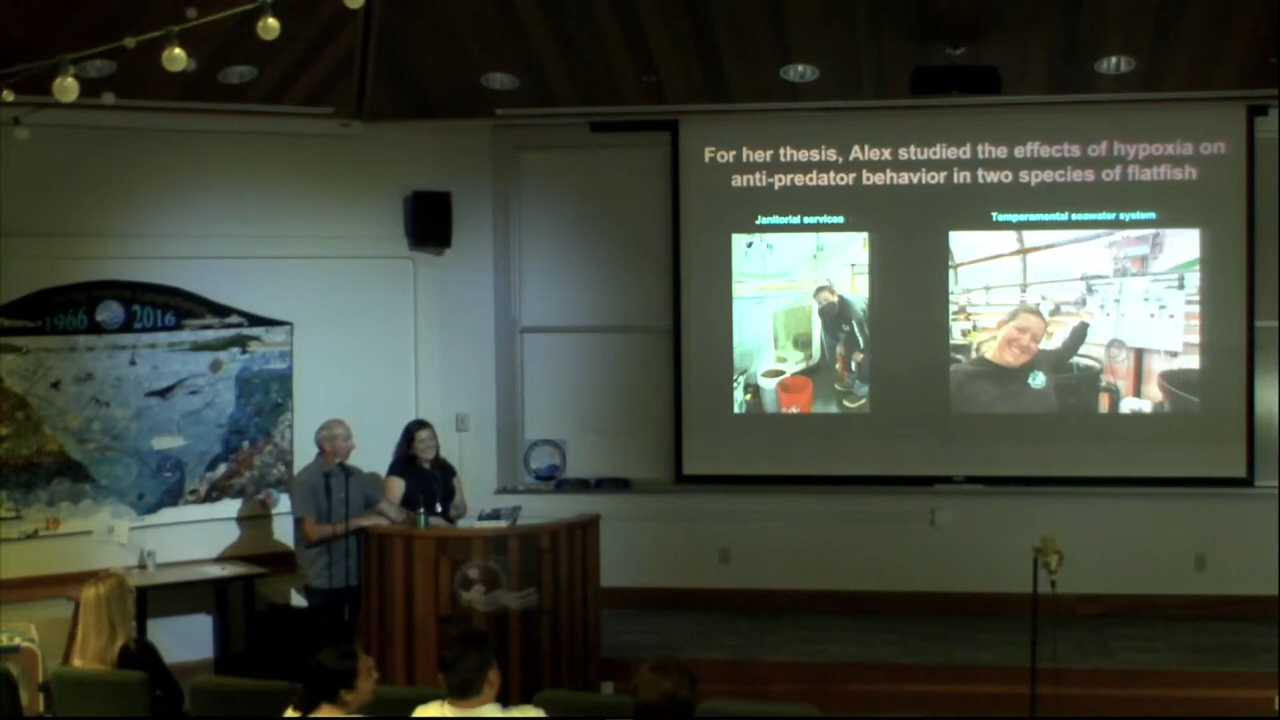 For her thesis, Alex studied the effects of hypoxia on
anti-predator behavior in two species of flatfish
Janitorial services
Temperamental seawater system
1966 2016